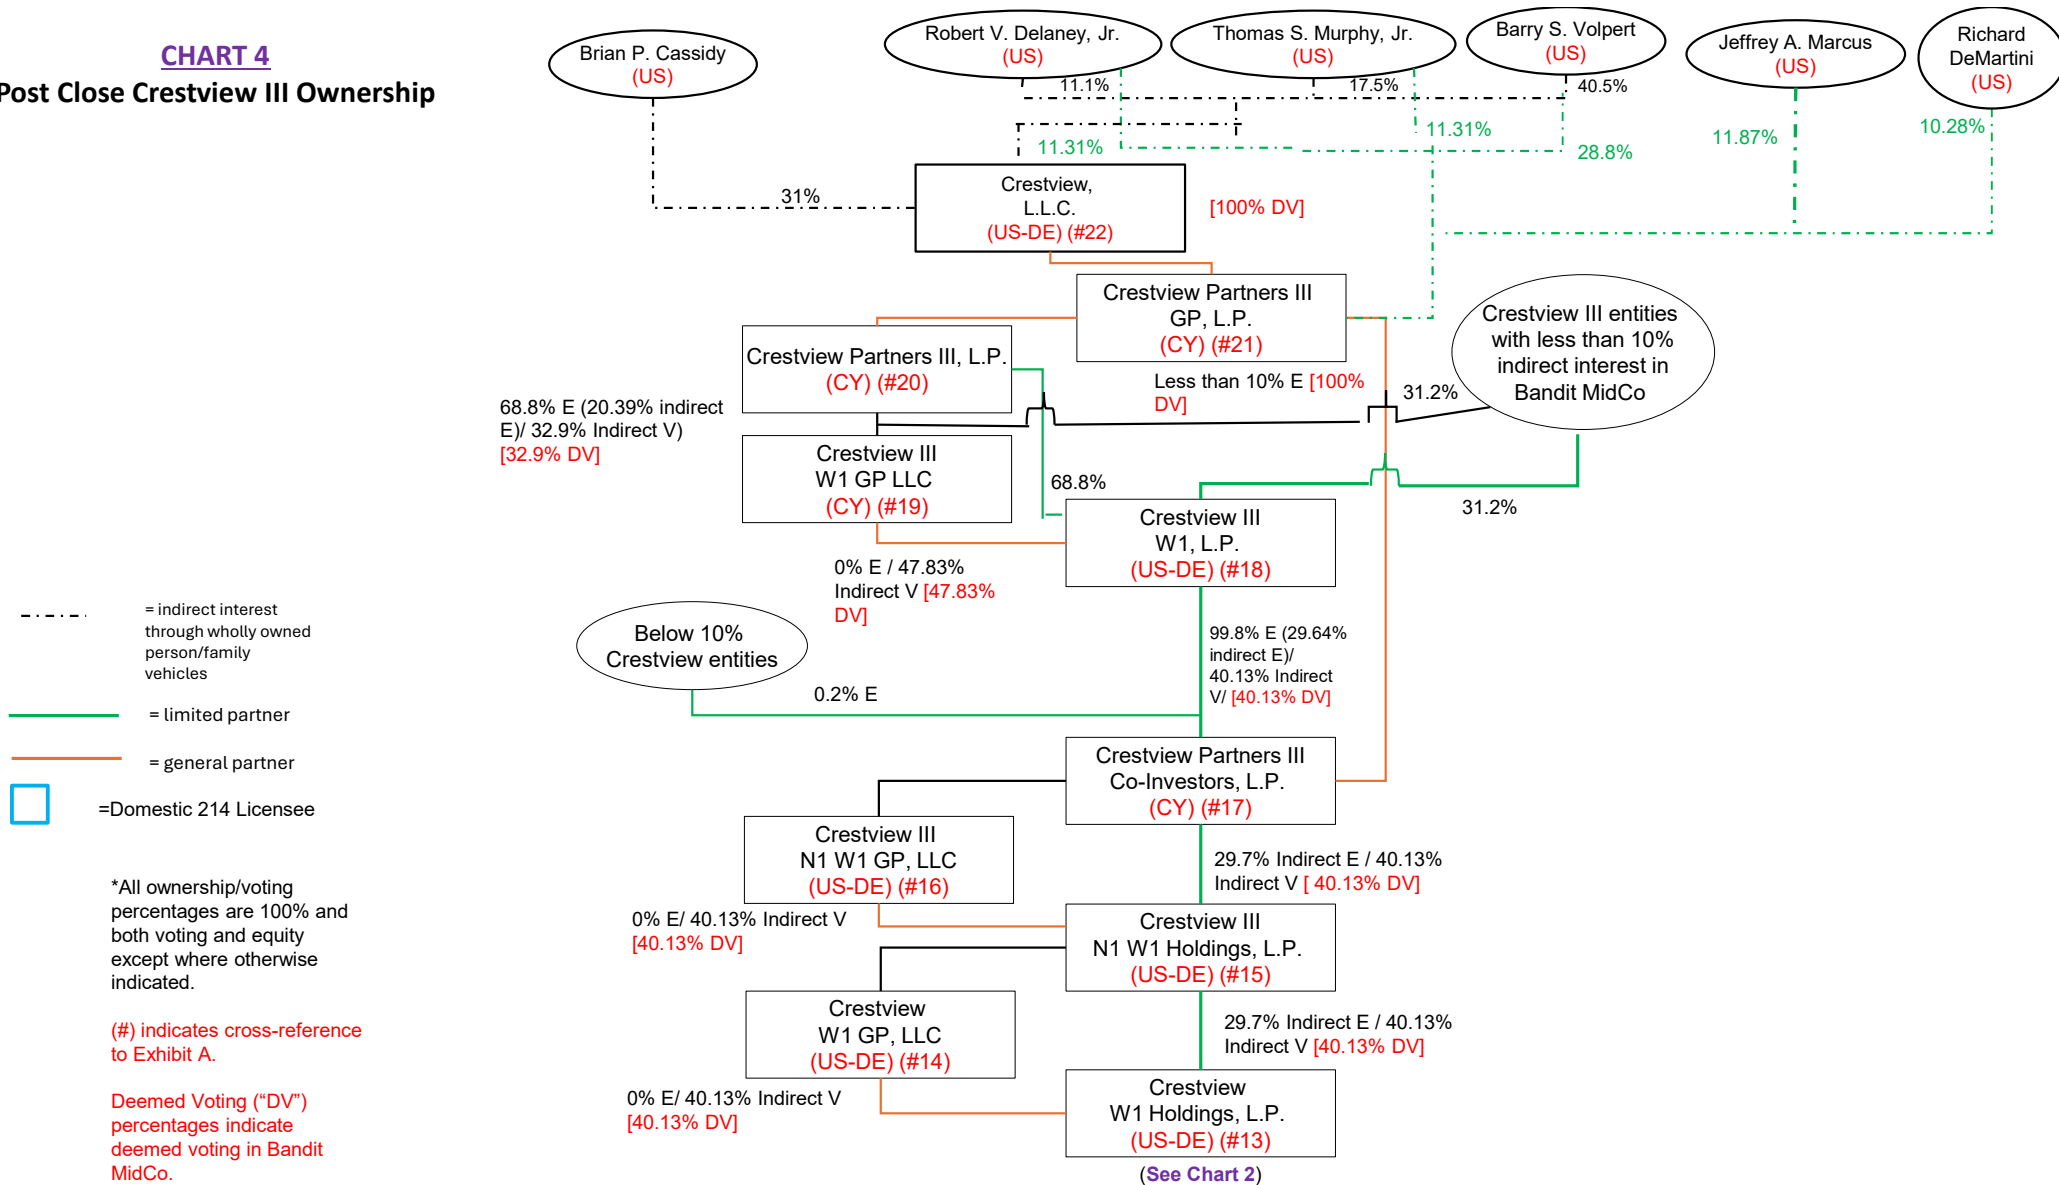 CHART 4
Post Close Crestview III Ownership
Brian P. Cassidy
(US)
Robert V. Delaney, Jr.
(US)
Thomas S. Murphy, Jr.
(US)
Barry S. Volpert
(US)
Jeffrey A. Marcus
(US)
Richard
DeMartini
(US)
11.1%
17.5%
40.5%
11.31%
11.31%
28.8%
11.87%
10.28%
31%
Crestview,
L.L.C.
(US-DE) (#22)
[100% DV]
Crestview Partners III
GP, L.P.
(CY) (#21)
Crestview III entities
with less than 10%
indirect interest in
Bandit MidCo
Crestview Partners III, L.P.
(CY) (#20)
Less than 10% E [100%
DV]
31.2%
68.8% E (20.39% indirect
E)/ 32.9% Indirect V)
[32.9% DV]
Crestview III
W1 GP LLC
(CY) (#19)
68.8%
31.2%
Crestview III
W1, L.P.
(US-DE) (#18)
0% E / 47.83%
Indirect V [47.83%
DV]
Below 10%
Crestview entities
0.2% E
99.8% E (29.64%
indirect E)/
40.13% Indirect
V/ [40.13% DV]
Crestview Partners III
Co-Investors, L.P.
(CY) (#17)
Crestview III
N1 W1 GP, LLC
(US-DE) (#16)
29.7% Indirect E / 40.13%
Indirect V [ 40.13% DV]
0% E/ 40.13% Indirect V
[40.13% DV]
Crestview III
N1 W1 Holdings, L.P.
(US-DE) (#15)
Crestview
W1 GP, LLC
(US-DE) (#14)
29.7% Indirect E / 40.13%
Indirect V [40.13% DV]
0% E/ 40.13% Indirect V
[40.13% DV]
Crestview
W1 Holdings, L.P.
(US-DE) (#13)
(See Chart 2)
= indirect interest
through wholly owned
person/family
vehicles
= limited partner
= general partner
=Domestic 214 Licensee
*All ownership/voting
percentages are 100% and
both voting and equity
except where otherwise
indicated.
(#) indicates cross-reference
to Exhibit A.
Deemed Voting (“DV”)
percentages indicate
deemed voting in Bandit
MidCo.